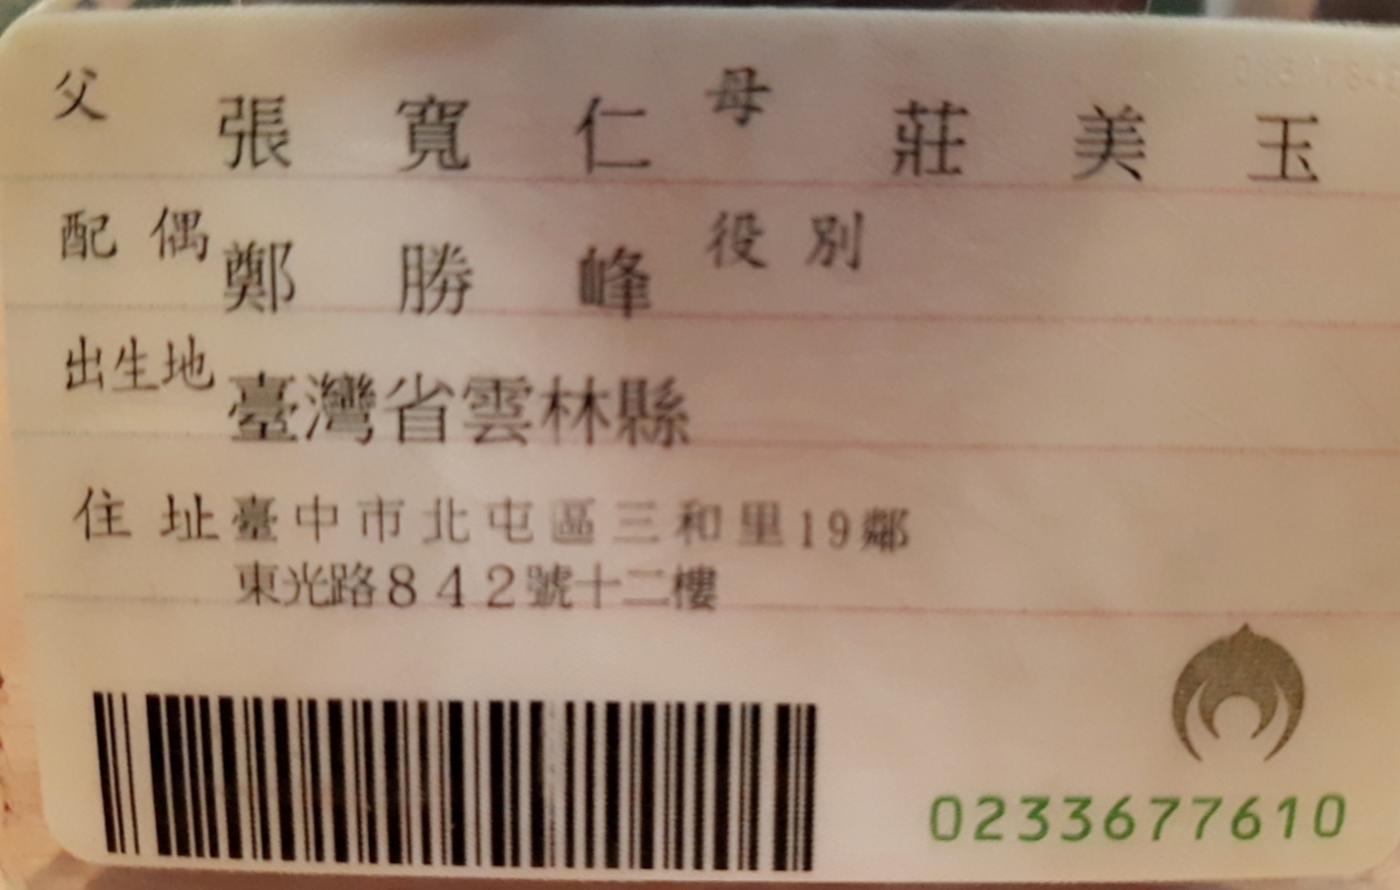 父 張寬仁 母 莊美玉
配偶 鄭勝峰 役別
出生地 臺灣省雲林縣
住址 臺中市北屯區三和里19鄰
東光路842號十二樓
0233677610